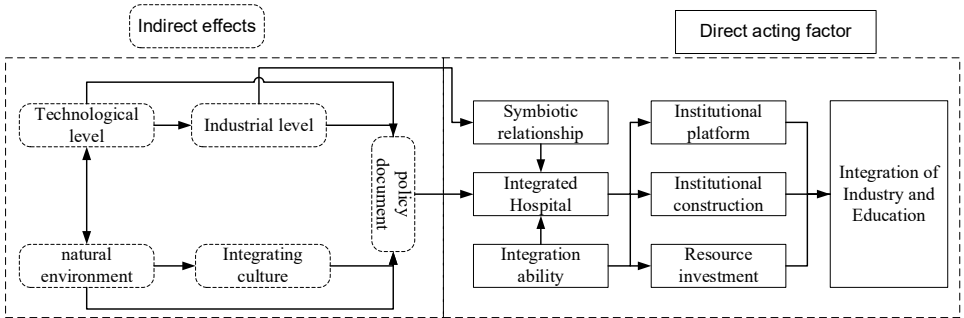 Indirect effects
Direct acting factor
Technological
level
Industrial level
policy
document
natural
environment
Integrating
culture
Symbiotic
relationship
Integrated
Hospital
Integration
ability
Institutional
platform
Institutional
construction
Resource
investment
Integration of
Industry and
Education